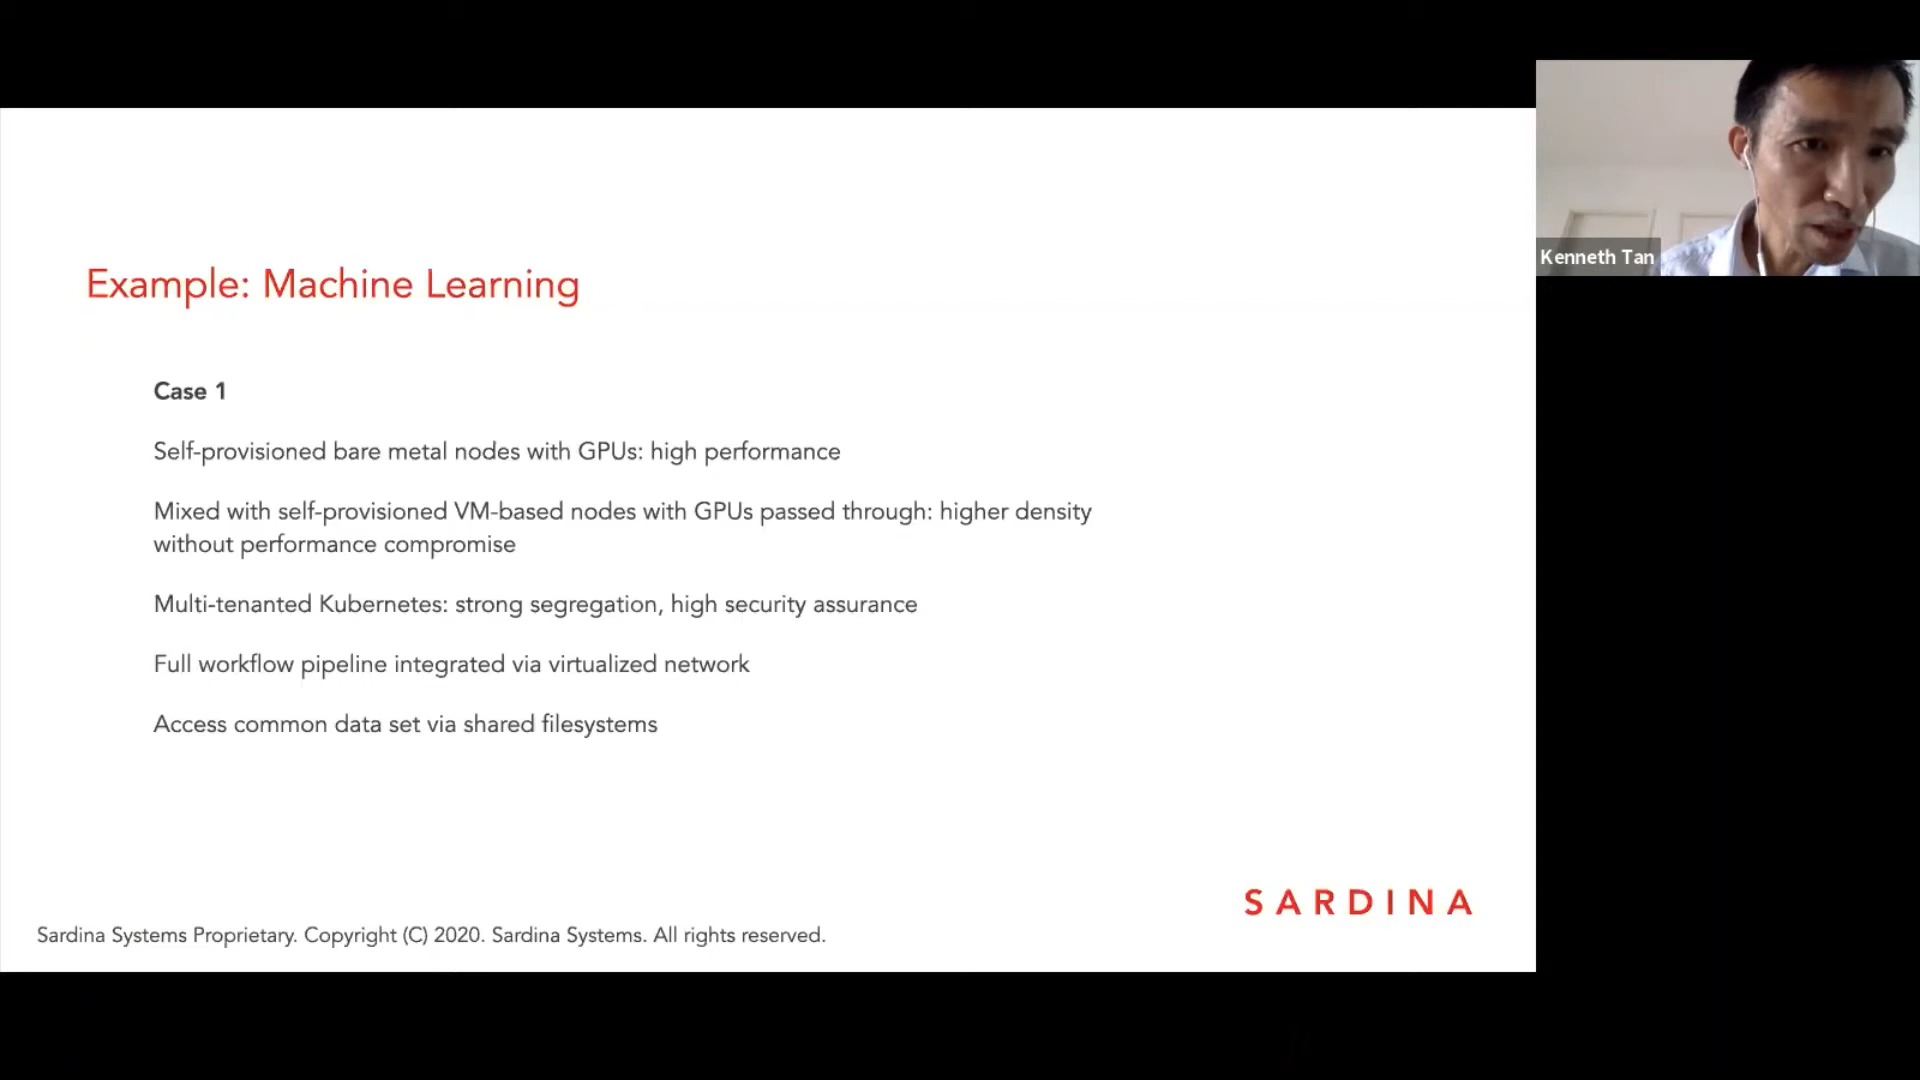 Example: Machine Learning
Case 1
Self-provisioned bare metal nodes with GPUs: high performance
Mixed with self-provisioned VM-based nodes with GPUs passed through: higher density
without performance compromise
Multi-tenanted Kubernetes: strong segregation, high security assurance
Full workflow pipeline integrated via virtualized network
Access common data set via shared filesystems
SARDINA
Sardina Systems Proprietary. Copyright (C) 2020. Sardina Systems. All rights reserved.
Kenneth Tan